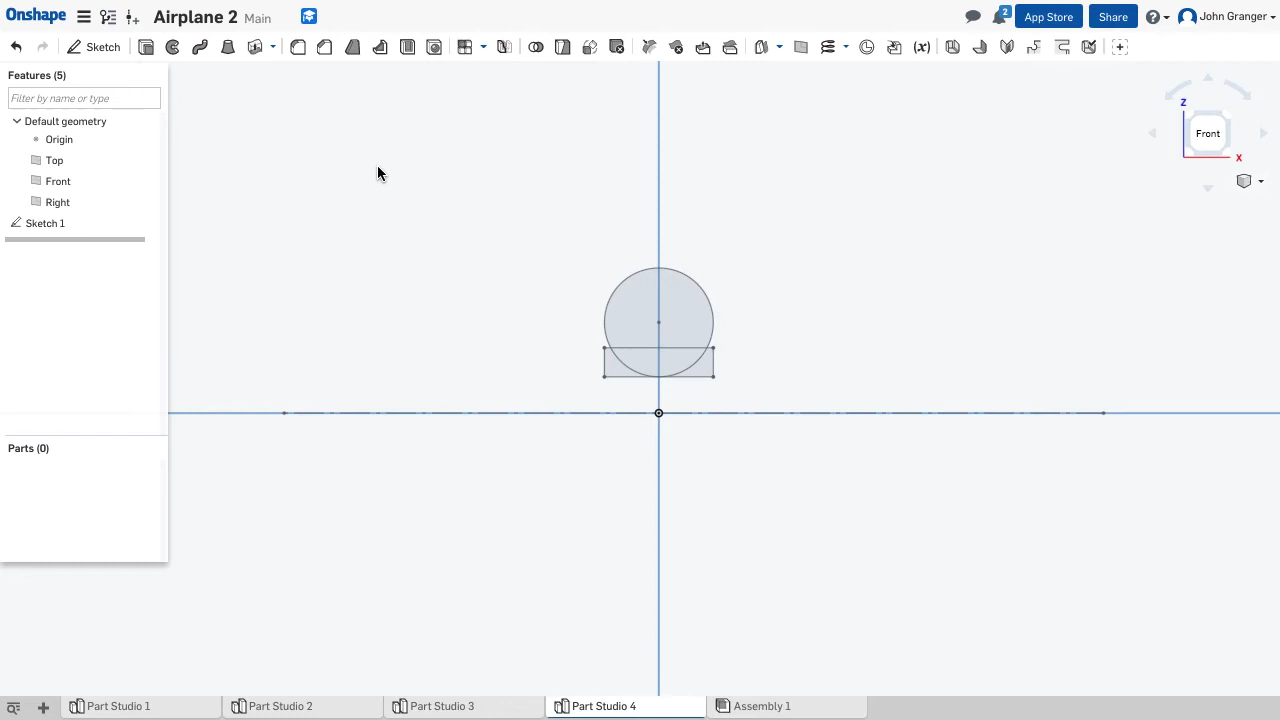 Onshape Airplane 2 Main 2 App Store Share John Granger
Sketch (x)
Features (5)
Filter by name or type
Default geometry
Origin
Top
Front
Right
Sketch 1
Parts (0)
Z
Front
X
Part Studio 1 Part Studio 2 Part Studio 3 Part Studio 4 Assembly 1